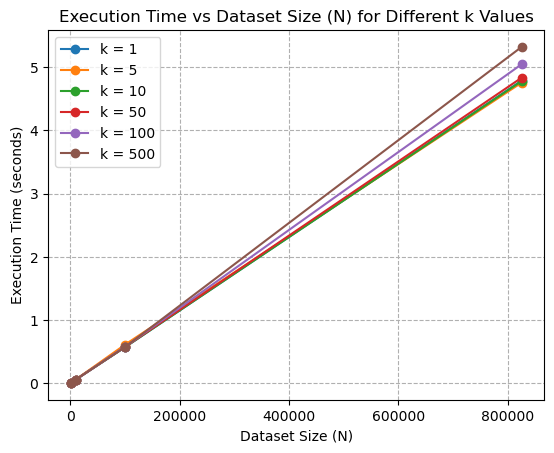 Execution Time vs Dataset Size (N) for Different k Values
k = 1
k = 5
k = 10
k = 50
k = 100
k = 500
Execution Time (seconds)
5
4
3
2
1
0
0 200000 400000 600000 800000
Dataset Size (N)